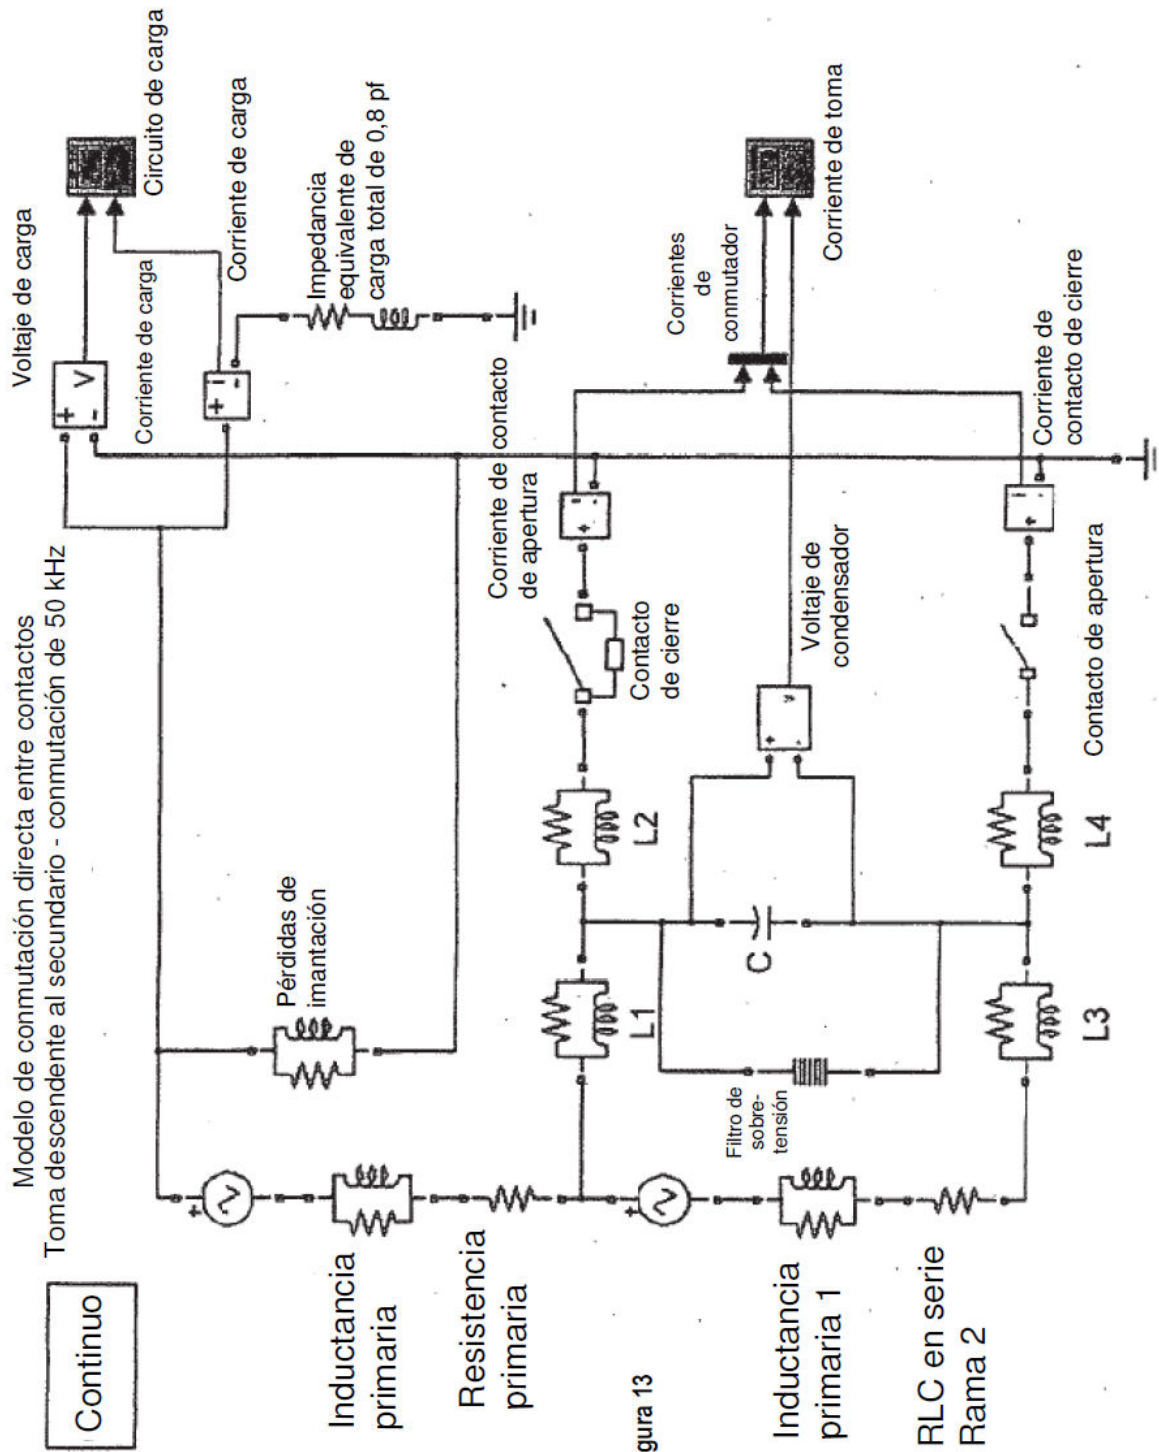 Modelo de conmutación directa entre contactos
Toma descendente al secundario - conmutación de 50 kHz
Continuo
Voltaje de carga
Circuito de carga
+
-
V
Corriente de carga
Corriente de carga
+
i
-
Impedancia
equivalente de
carga total de 0,8 pf
Pérdidas de
imantación
+
Inductancia
primaria
Resistencia
primaria
Corriente de contacto
de apertura
Corrientes
de
conmutador
Corriente de toma
L1
L2
Contacto
de cierre
+
i
-
gura 13
+
Inductancia
primaria 1
RLC en serie
Rama 2
Filtro de
sobre-
tensión
C
+
-
v
Voltaje de
condensador
L3
L4
Contacto de apertura
+
i
-
Corriente de
contacto de cierre